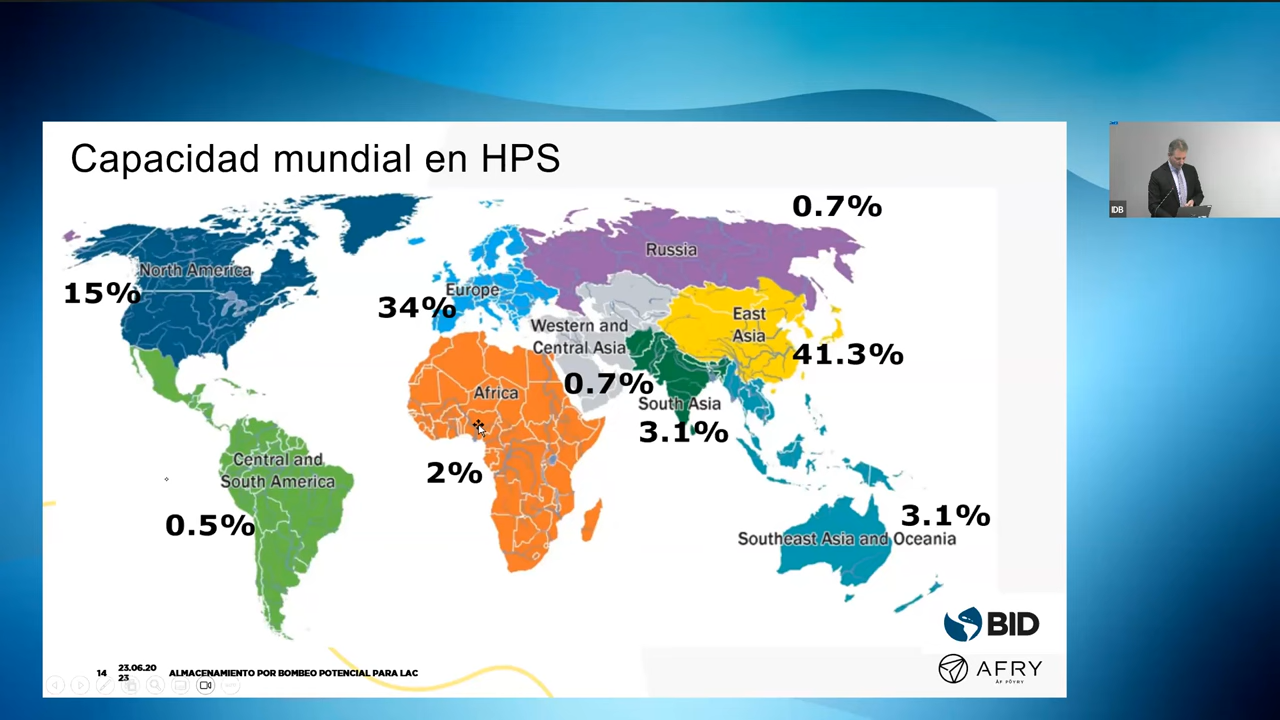 Capacidad mundial en HPS
0.7%
Russia
North America
15%
Europe
34%
East
Asia
41.3%
Western and
Central Asia
0.7%
Africa
2%
South Asia
3.1%
Central and
South America
0.5%
3.1%
Southeast Asia and Oceania
BID
AFRY
ÅF PÖYRY
14
23.06.20
23
ALMACENAMIENTO POR BOMBEO POTENCIAL PARA LAC
IDB